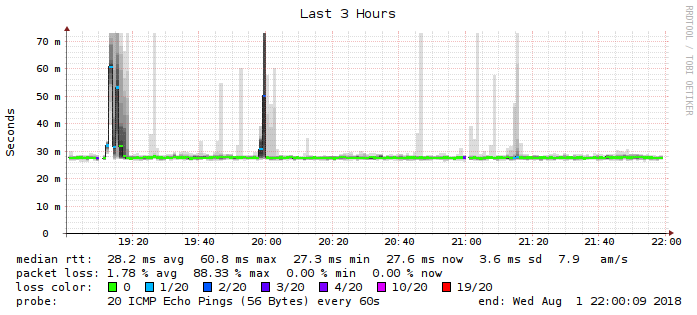 Last 3 Hours
RRDTOOL / TOBI OETIKER
Seconds
70 m
60 m
50 m
40 m
30 m
20 m
10 m
0
19:20 19:40 20:00 20:20 20:40 21:00 21:20 21:40 22:00
median rtt: 28.2 ms avg 60.8 ms max 27.3 ms min 27.6 ms now 3.6 ms sd 7.9 am/s
packet loss: 1.78 % avg 88.33 % max 0.00 % min 0.00 % now
loss color: 0 1/20 2/20 3/20 4/20 10/20 19/20
probe: 20 ICMP Echo Pings (56 Bytes) every 60s end: Wed Aug 1 22:00:09 2018